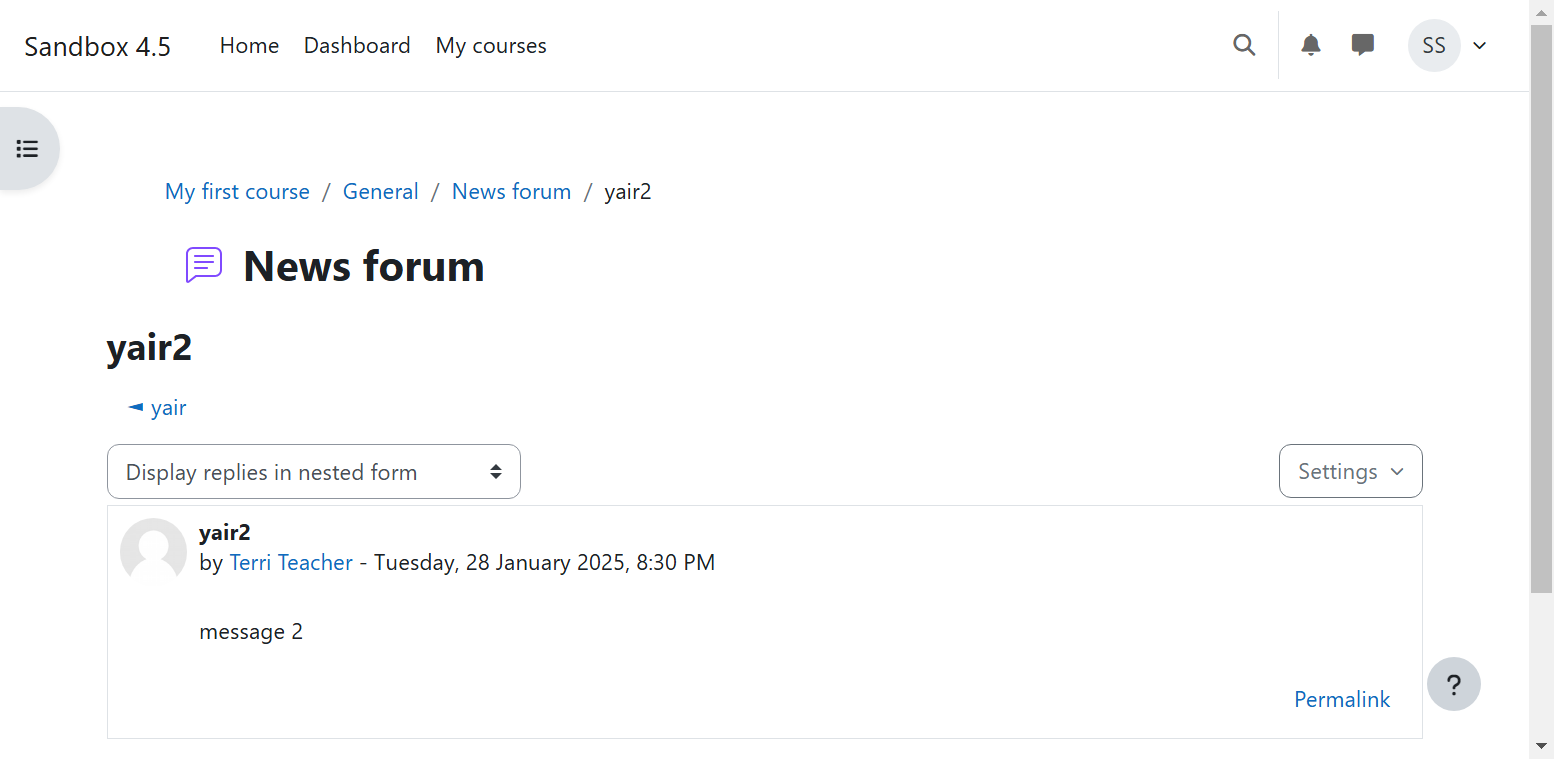 Sandbox 4.5 Home Dashboard My courses SS
My first course / General / News forum / yair2
News forum
yair2
◄ yair
Display replies in nested form Settings
yair2
by Terri Teacher - Tuesday, 28 January 2025, 8:30 PM
message 2
Permalink
?